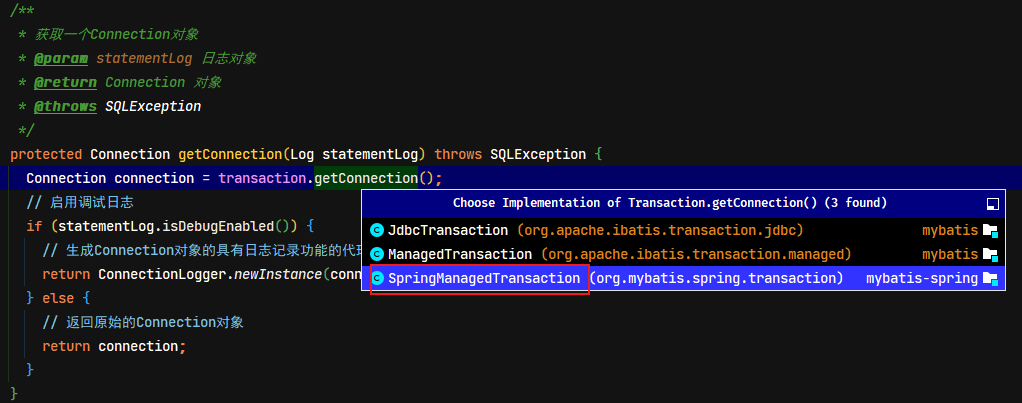 /**
 * 获取一个Connection对象
 * @param statementLog 日志对象
 * @return Connection 对象
 * @throws SQLException
 */
protected Connection getConnection(Log statementLog) throws SQLException {
  Connection connection = transaction.getConnection();
  // 启用调试日志
Choose Implementation of Transaction.getConnection() (3 found)
  if (statementLog.isDebugEnabled()) {
JdbcTransaction (org.apache.ibatis.transaction.jdbc) mybatis
    // 生成Connection对象的具有日志记录功能的代
ManagedTransaction (org.apache.ibatis.transaction.managed) mybatis
    return ConnectionLogger.newInstance(conn
SpringManagedTransaction (org.mybatis.spring.transaction) mybatis-spring
  } else {
    // 返回原始的Connection对象
    return connection;
  }
}